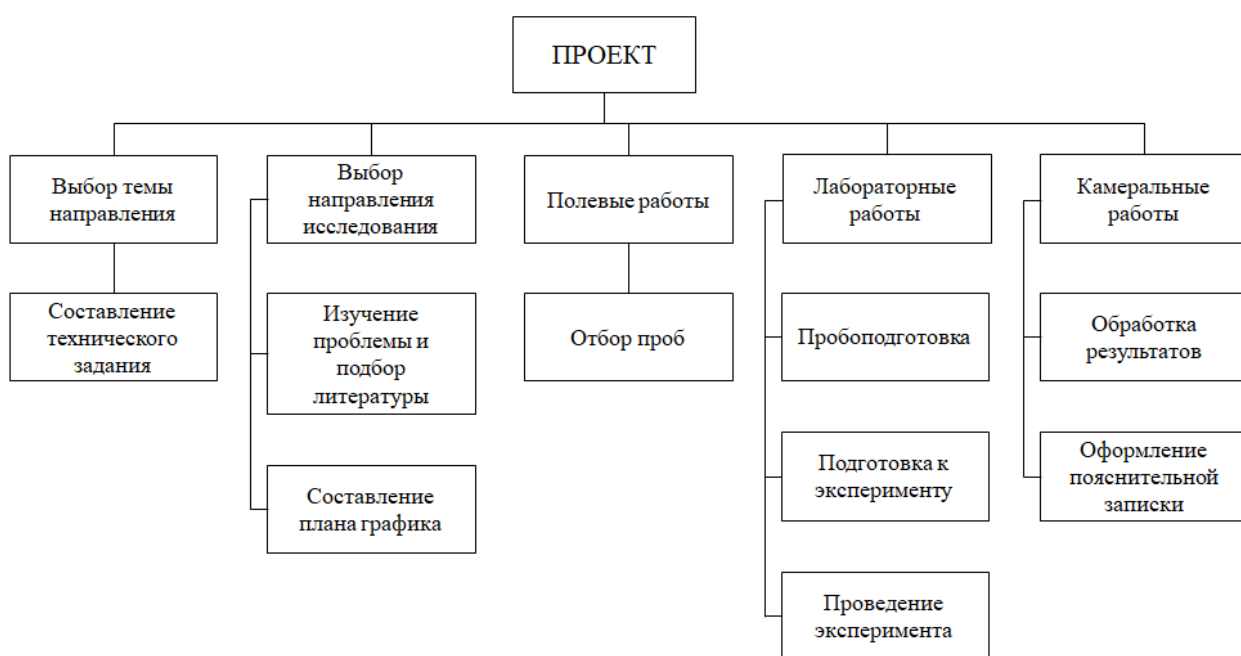 ПРОЕКТ
Выбор темы
направления
Выбор
направления
исследования
Полевые работы
Лабораторные
работы
Камеральные
работы
Составление
технического
задания
Изучение
проблемы и
подбор
литературы
Отбор проб
Пробоподготовка
Обработка
результатов
Составление
плана графика
Подготовка к
эксперименту
Оформление
пояснительной
записки
Проведение
эксперимента